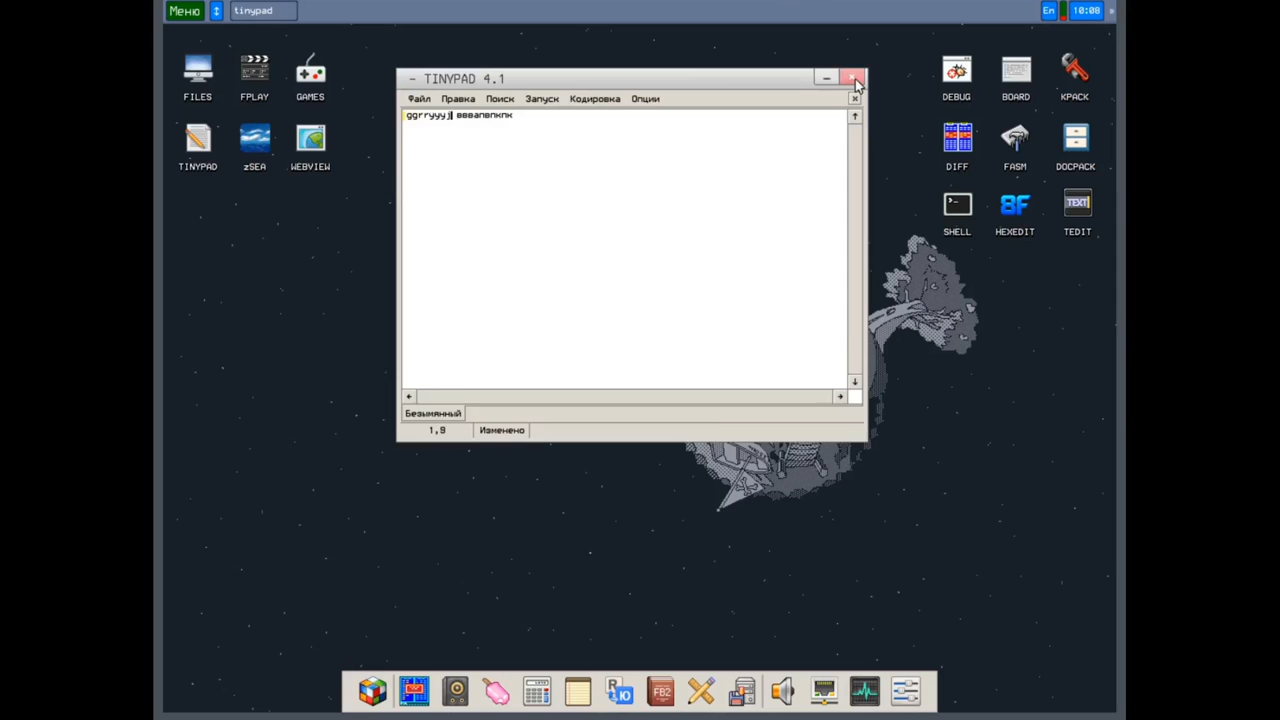 Меню tinypad En 10:08 »
FILES FPLAY GAMES
TINYPAD zSEA WEBVIEW
- TINYPAD 4.1
Файл Правка Поиск Запуск Кодировка Опции
ggrryyyj вввапвпкпк
Безымянный
1,9 Изменено
DEBUG BOARD KPACK
DIFF FASM DOCPACK
TEXT
SHELL HEXEDIT TEDIT
R Ю FB2